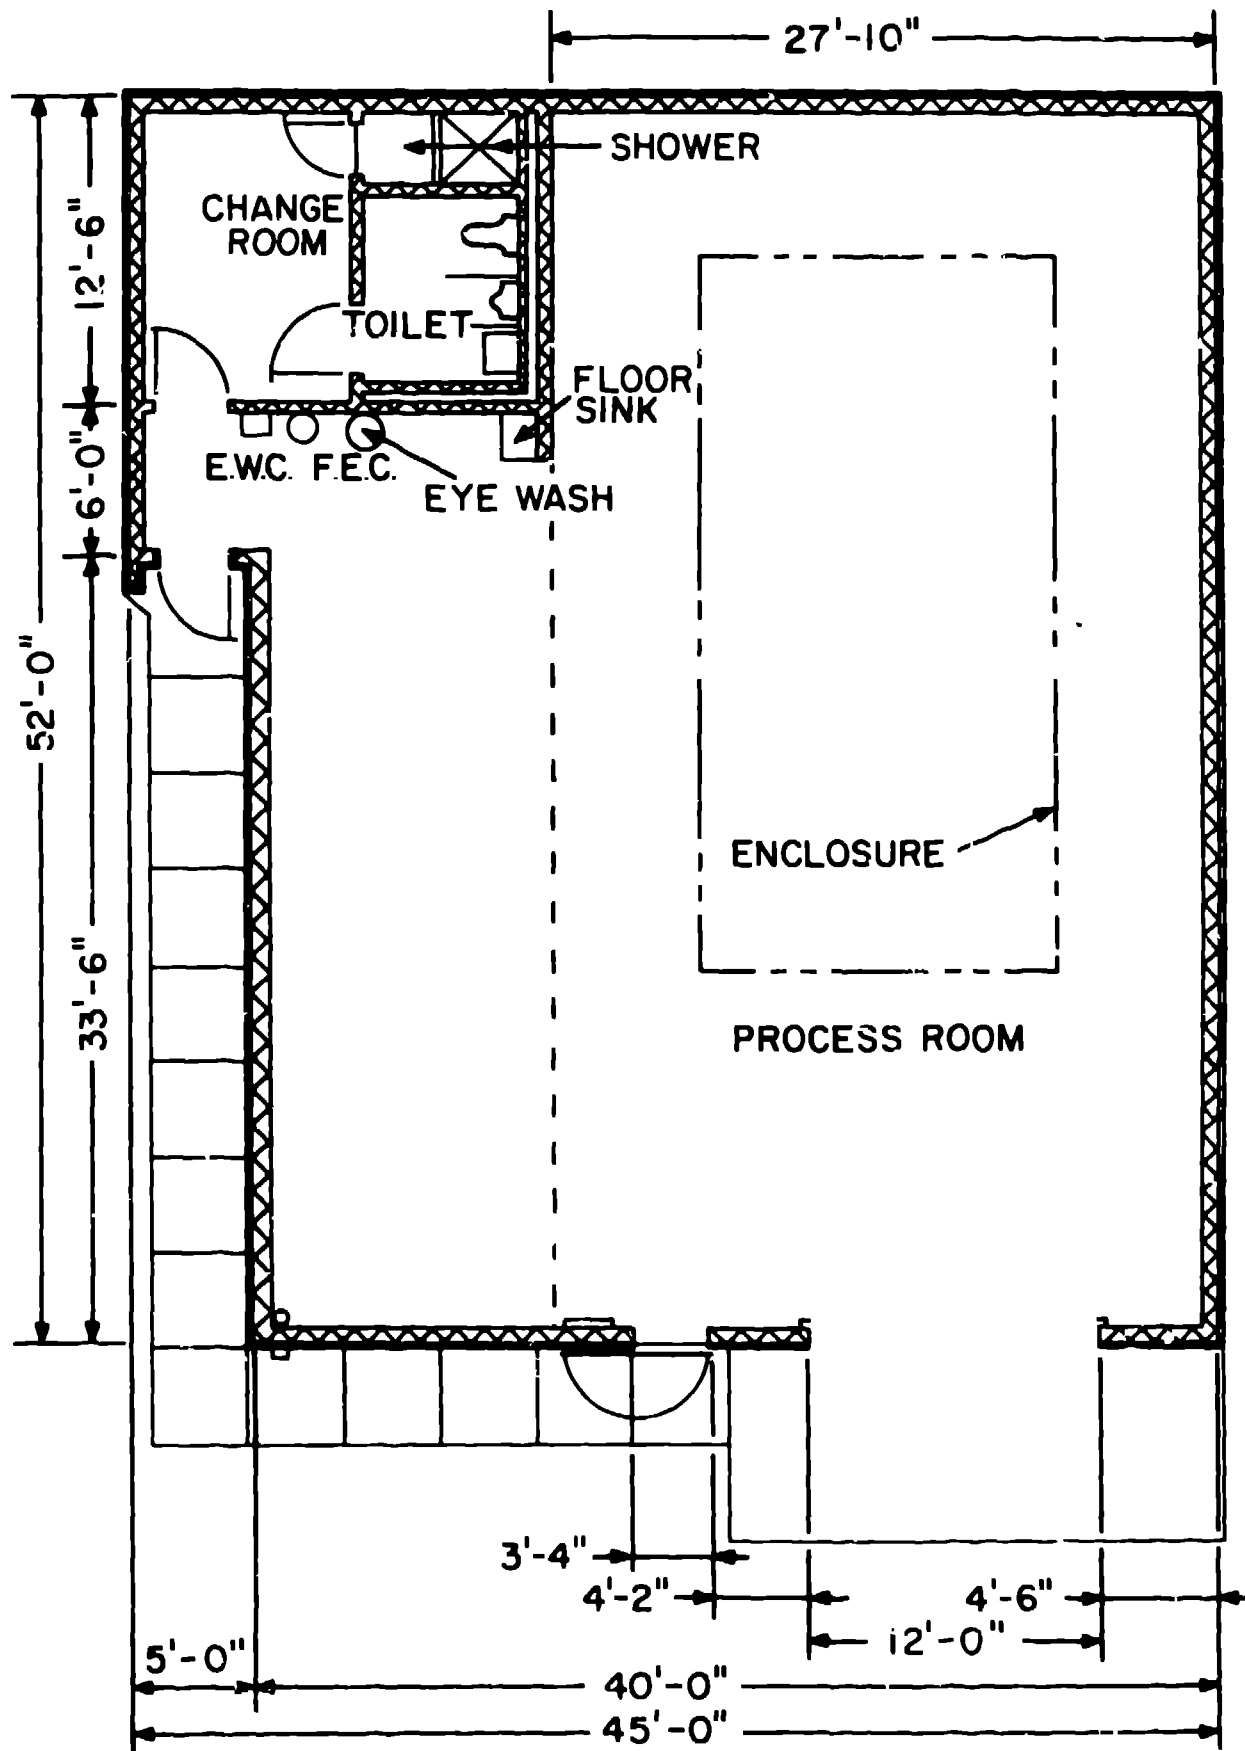 27'-10"
SHOWER
CHANGE
ROOM
12'-6"
TOILET
FLOOR
SINK
6'-0"
E.W.C. F.E.C.
EYE WASH
52'-0"
ENCLOSURE
33'-6"
PROCESS ROOM
3'-4"
4'-2"
4'-6"
12'-0"
5'-0"
40'-0"
45'-0"